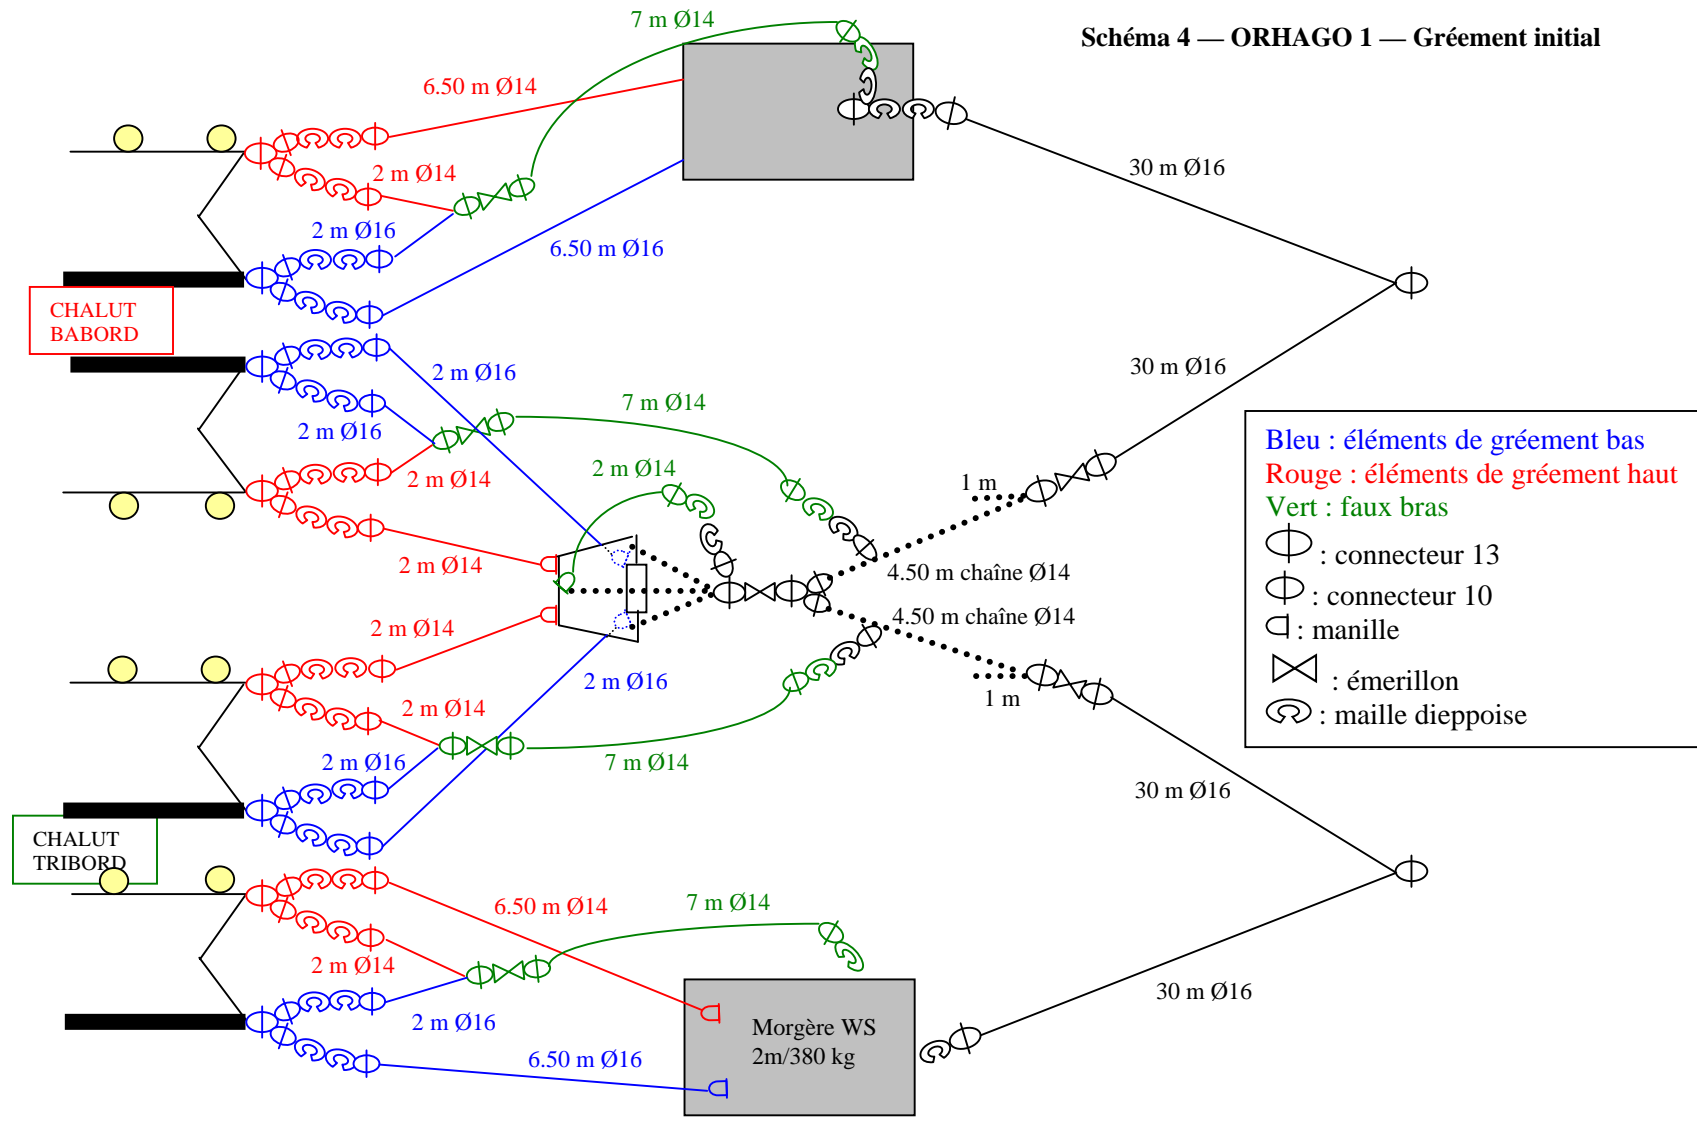 7 m Ø14
Schéma 4 — ORHAGO 1 — Gréement initial
6.50 m Ø14
2 m Ø14
30 m Ø16
2 m Ø16
6.50 m Ø16
CHALUT
BABORD
2 m Ø16
30 m Ø16
7 m Ø14
2 m Ø16
2 m Ø14
2 m Ø14
1 m
2 m Ø14
4.50 m chaîne Ø14
4.50 m chaîne Ø14
2 m Ø14
2 m Ø16
1 m
2 m Ø14
2 m Ø16
7 m Ø14
30 m Ø16
Bleu : éléments de gréement bas
Rouge : éléments de gréement haut
Vert : faux bras
: connecteur 13
: connecteur 10
: manille
: émerillon
: maille dieppoise
CHALUT
TRIBORD
6.50 m Ø14
7 m Ø14
2 m Ø14
30 m Ø16
2 m Ø16
Morgère WS
2m/380 kg
6.50 m Ø16